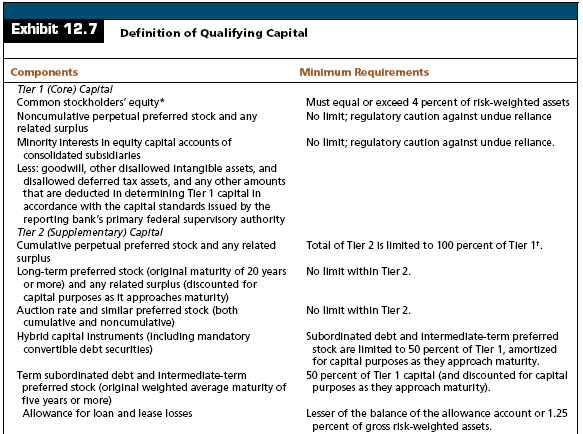 Exhibit 12.7 Definition of Qualifying Capital
Components Minimum Requirements
Tier 1 (Core) Capital
Common stockholders' equity* Must equal or exceed 4 percent of risk-weighted assets
Noncumulative perpetual preferred stock and any No limit; regulatory caution against undue reliance
related surplus
Minority interests in equity capital accounts of No limit; regulatory caution against undue reliance.
consolidated subsidiaries
Less: goodwill, other disallowed intangible assets, and
disallowed deferred tax assets, and any other amounts
that are deducted in determining Tier 1 capital in
accordance with the capital standards issued by the
reporting bank's primary federal supervisory authority
Tier 2 (Supplementary) Capital
Cumulative perpetual preferred stock and any related Total of Tier 2 is limited to 100 percent of Tier 1†.
surplus
Long-term preferred stock (original maturity of 20 years No limit within Tier 2.
or more) and any related surplus (discounted for
capital purposes as it approaches maturity)
Auction rate and similar preferred stock (both No limit within Tier 2.
cumulative and noncumulative)
Hybrid capital instruments (including mandatory Subordinated debt and intermediate-term preferred
convertible debt securities) stock are limited to 50 percent of Tier 1, amortized
for capital purposes as they approach maturity.
Term subordinated debt and intermediate-term 50 percent of Tier 1 capital (and discounted for capital
preferred stock (original weighted average maturity of purposes as they approach maturity).
five years or more)
Allowance for loan and lease losses Lesser of the balance of the allowance account or 1.25
percent of gross risk-weighted assets.